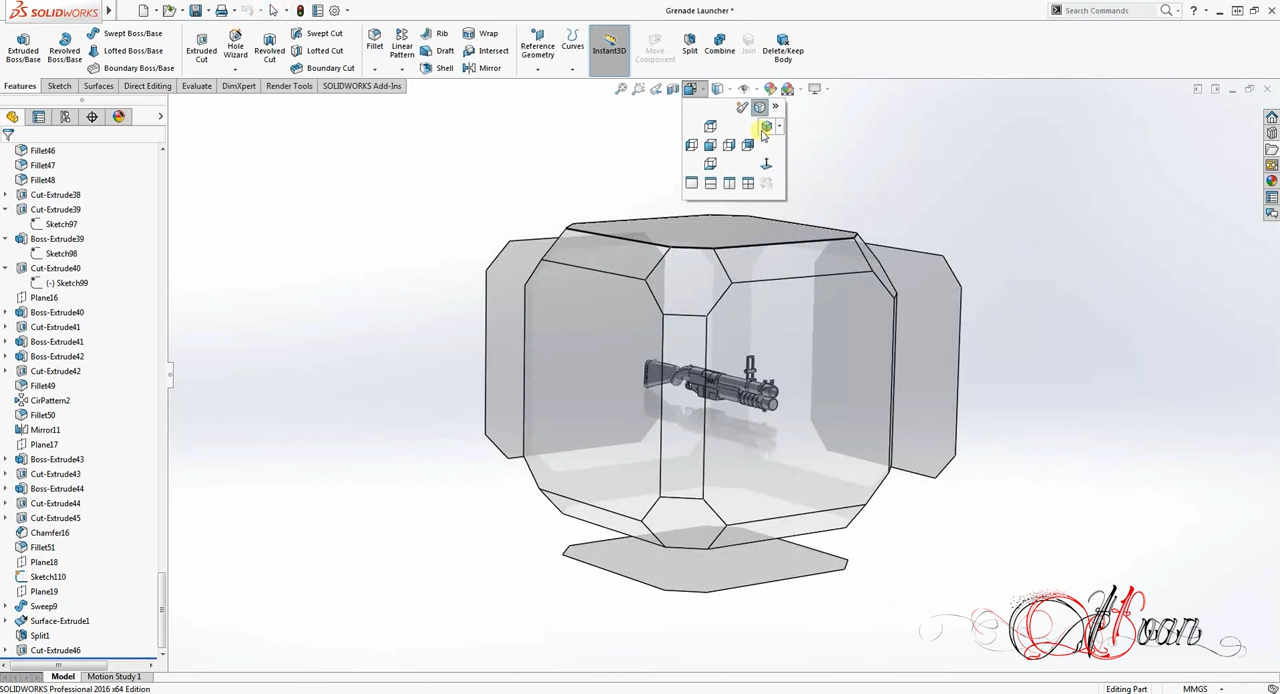 SOLIDWORKS
Grenade Launcher *
Search Commands
Extruded Boss/Base
Revolved Boss/Base
Swept Boss/Base
Lofted Boss/Base
Boundary Boss/Base
Extruded Cut
Hole Wizard
Revolved Cut
Swept Cut
Lofted Cut
Boundary Cut
Fillet
Linear Pattern
Rib
Draft
Shell
Wrap
Intersect
Mirror
Reference Geometry
Curves
Instant3D
Move Component
Split
Combine
Join
Delete/Keep Body
Features
Sketch
Surfaces
Direct Editing
Evaluate
DimXpert
Render Tools
SOLIDWORKS Add-Ins
Fillet46
Fillet47
Fillet48
Cut-Extrude38
Cut-Extrude39
Sketch97
Boss-Extrude39
Sketch98
Cut-Extrude40
(-) Sketch99
Plane16
Boss-Extrude40
Cut-Extrude41
Boss-Extrude41
Boss-Extrude42
Cut-Extrude42
Fillet49
CirPattern2
Fillet50
Mirror11
Plane17
Boss-Extrude43
Cut-Extrude43
Boss-Extrude44
Cut-Extrude44
Cut-Extrude45
Chamfer16
Fillet51
Plane18
Sketch110
Plane19
Sweep9
Surface-Extrude1
Split1
Cut-Extrude46
Model
Motion Study 1
SOLIDWORKS Professional 2016 x64 Edition
Editing Part
MMGS